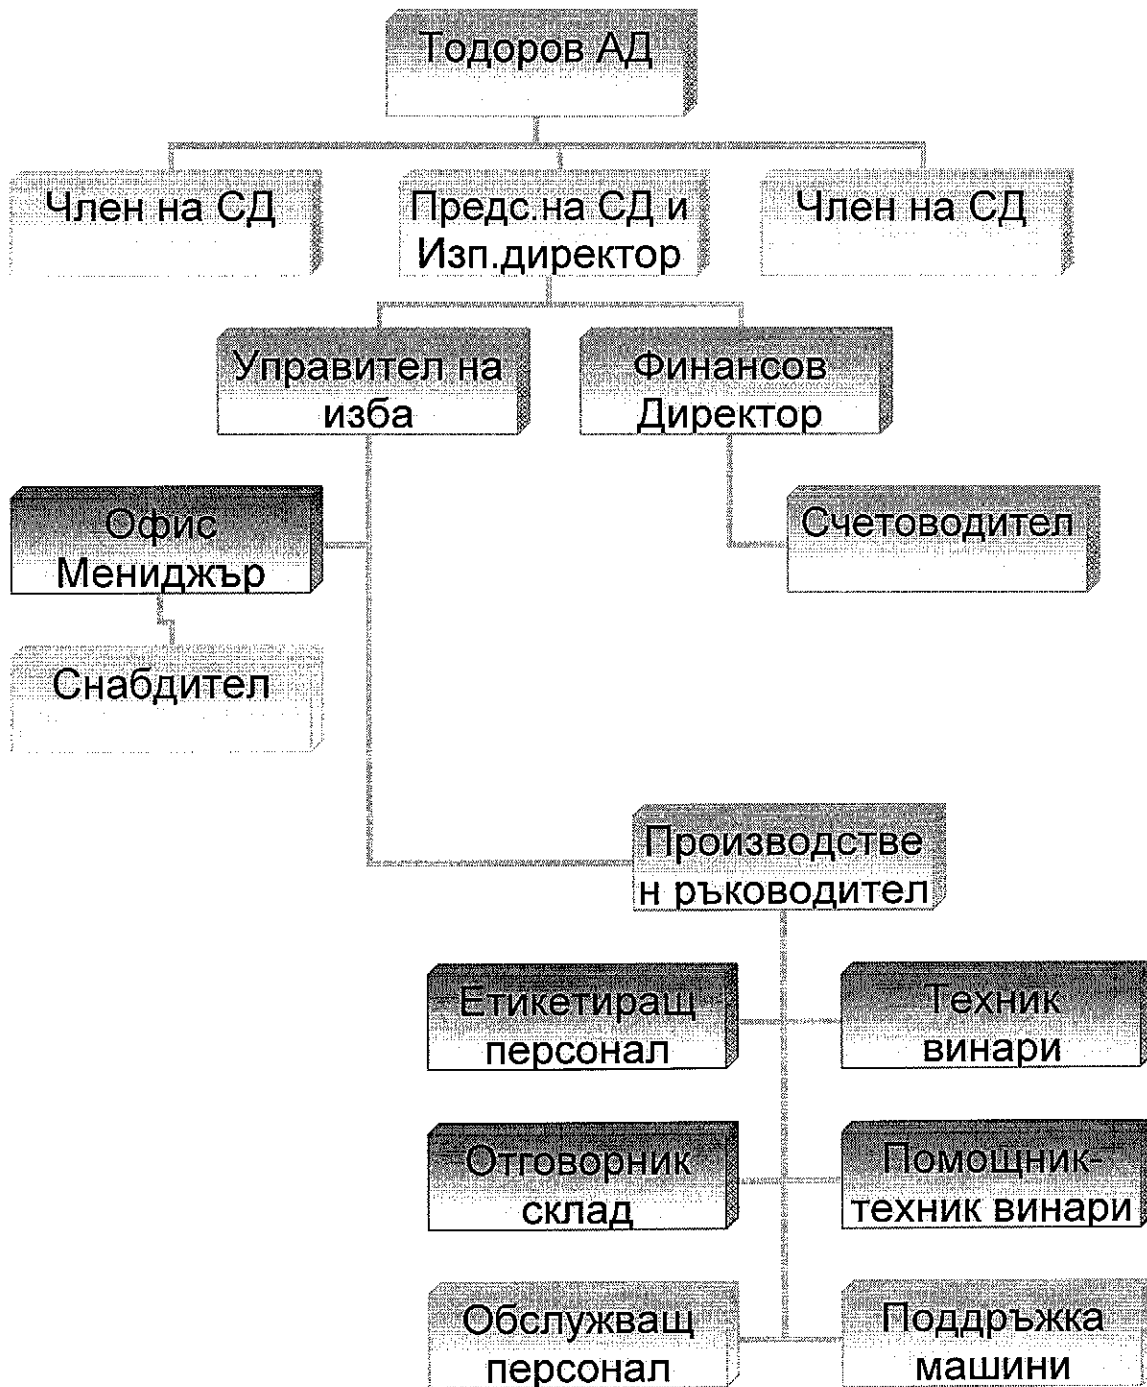 Тодоров АД
Член на СД
Предс.на СД и
Изп.директор
Член на СД
Управител на
изба
Финансов
Директор
Офис
Мениджър
Счетоводител
Снабдител
Производстве
н ръководител
Етикетиращ
персонал
Техник
винари
Отговорник
склад
Помощник-
техник винари
Обслужващ
персонал
Поддръжка
машини